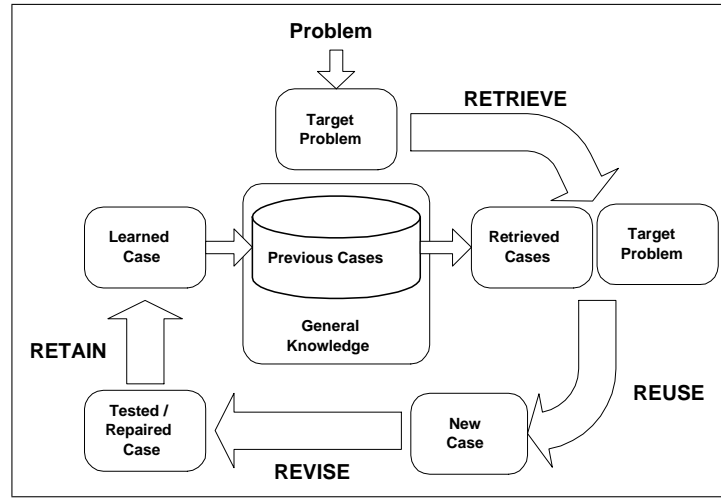 Problem
RETRIEVE
Target
Problem
Learned
Case
Previous Cases
Retrieved
Cases
Target
Problem
General
Knowledge
RETAIN
REUSE
Tested /
Repaired
Case
New
Case
REVISE